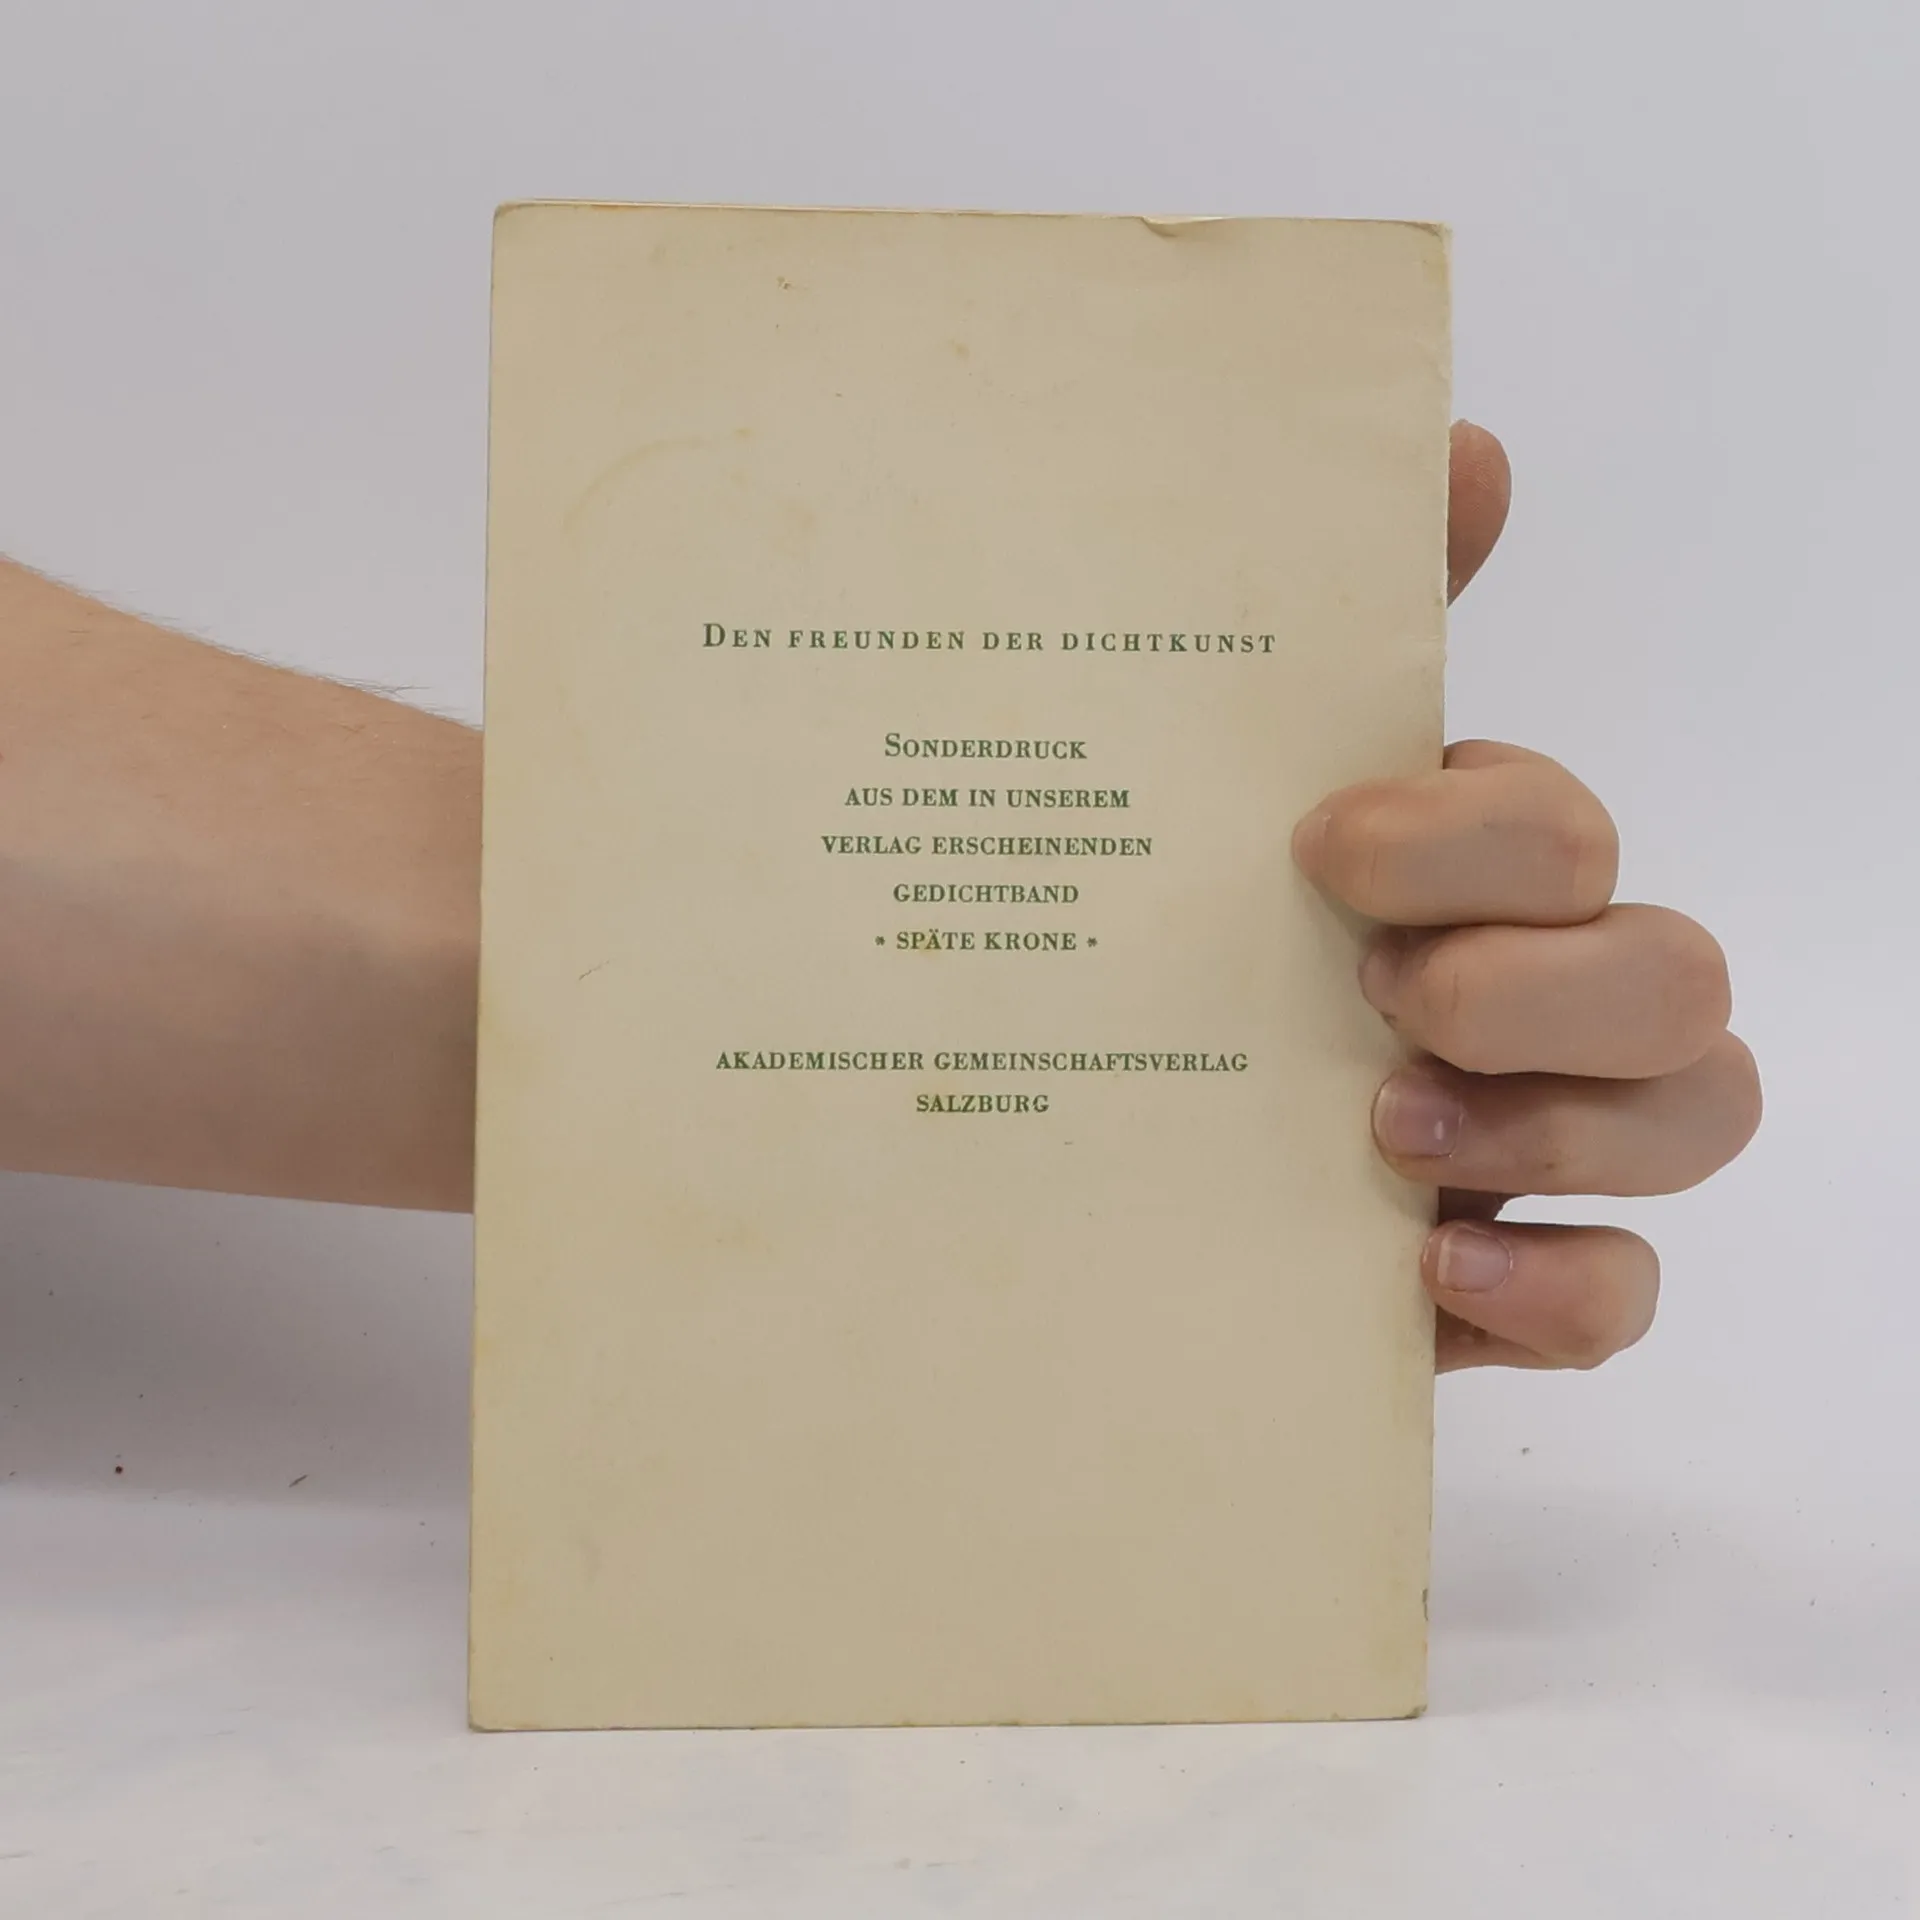 DEN FREUNDEN DER DICHTKUNST
SONDERDRUCK
AUS DEM IN UNSEREM
VERLAG ERSCHEINENDEN
GEDICHTBAND
* SPÄTE KRONE *
AKADEMISCHER GEMEINSCHAFTSVERLAG
SALZBURG